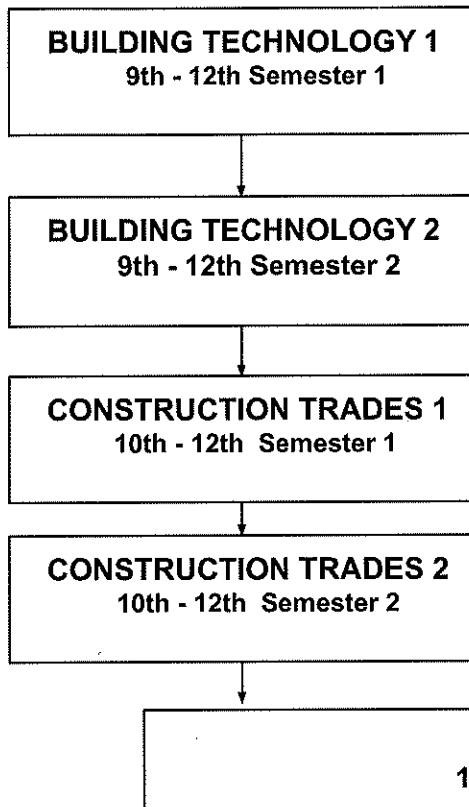 BUILDING TECHNOLOGY 1
9th - 12th Semester 1
BUILDING TECHNOLOGY 2
9th - 12th Semester 2
CONSTRUCTION TRADES 1
10th - 12th Semester 1
CONSTRUCTION TRADES 2
10th - 12th Semester 2
1